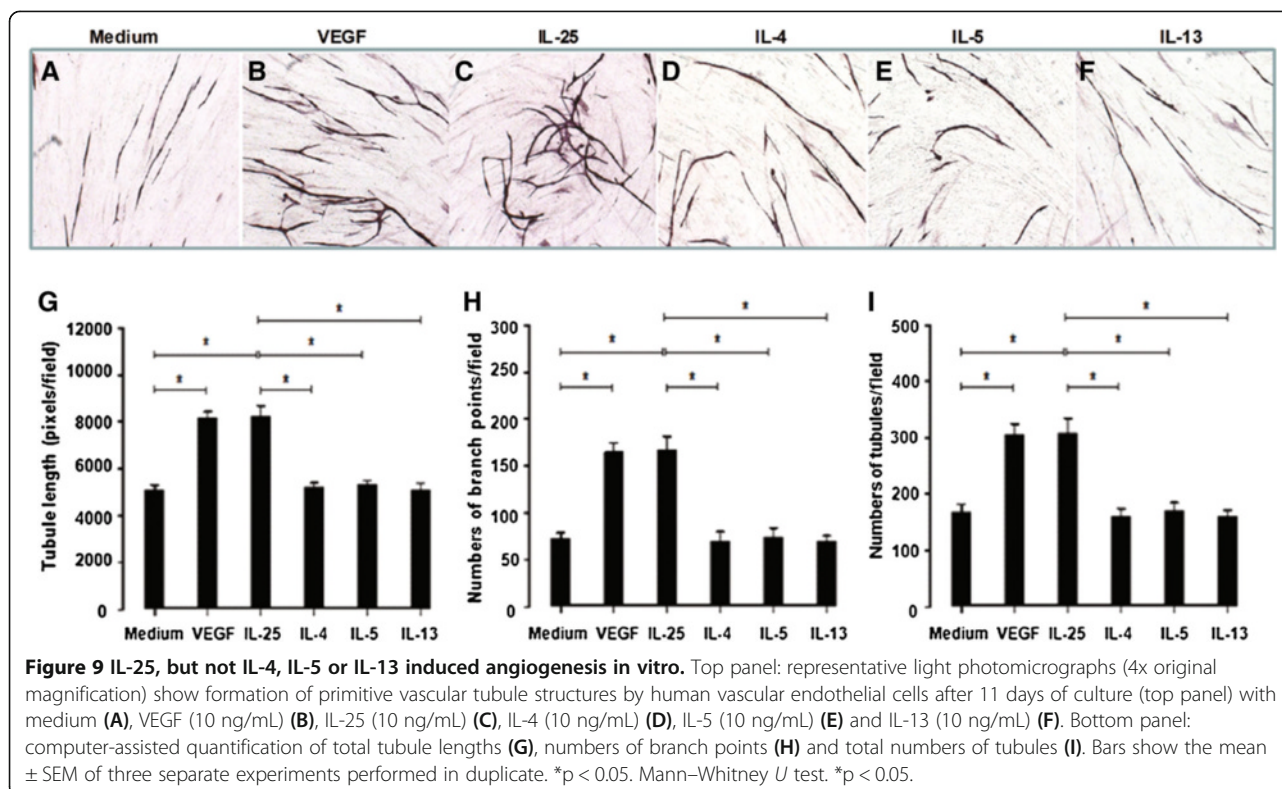 Medium VEGF IL-25 IL-4 IL-5 IL-13
A B C D E F
G
Tubule length (pixels/field)
12000
10000
8000
6000
4000
2000
0
* * * * *
Medium VEGF IL-25 IL-4 IL-5 IL-13
H
Numbers of branch points/field
300
250
200
150
100
50
0
* * * * *
Medium VEGF IL-25 IL-4 IL-5 IL-13
I
Numbers of tubules/field
500
400
300
200
100
0
* * * * *
Medium VEGF IL-25 IL-4 IL-5 IL-13
Figure 9 IL-25, but not IL-4, IL-5 or IL-13 induced angiogenesis in vitro. Top panel: representative light photomicrographs (4x original
magnification) show formation of primitive vascular tubule structures by human vascular endothelial cells after 11 days of culture (top panel) with
medium (A), VEGF (10 ng/mL) (B), IL-25 (10 ng/mL) (C), IL-4 (10 ng/mL) (D), IL-5 (10 ng/mL) (E) and IL-13 (10 ng/mL) (F). Bottom panel:
computer-assisted quantification of total tubule lengths (G), numbers of branch points (H) and total numbers of tubules (I). Bars show the mean
± SEM of three separate experiments performed in duplicate. *p < 0.05. Mann–Whitney U test. *p < 0.05.